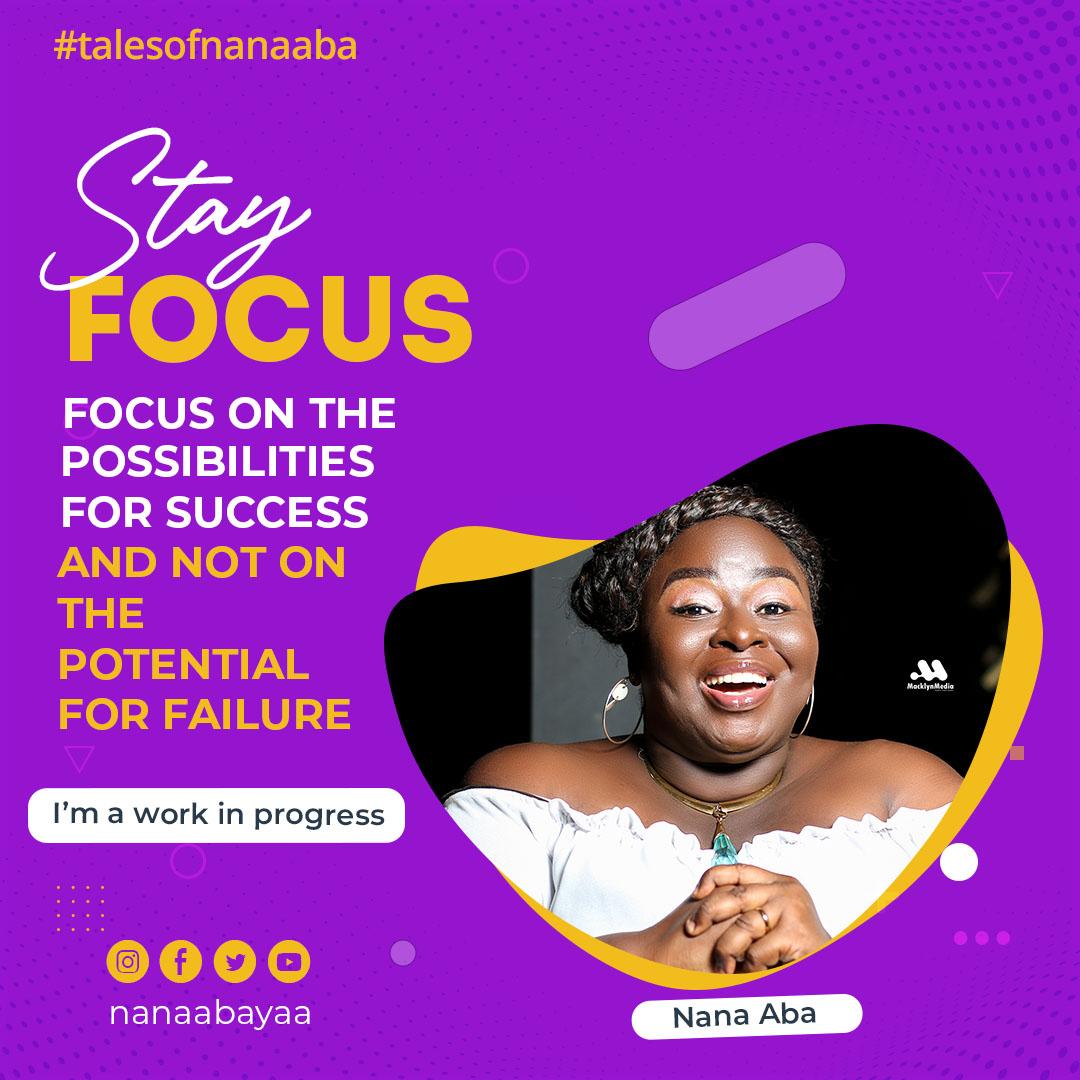 #talesofnanaaba
Stay
FOCUS
FOCUS ON THE
POSSIBILITIES
FOR SUCCESS
AND NOT ON
THE
POTENTIAL
FOR FAILURE
I'm a work in progress
MacklynMedia
nanaabayaa
Nana Aba